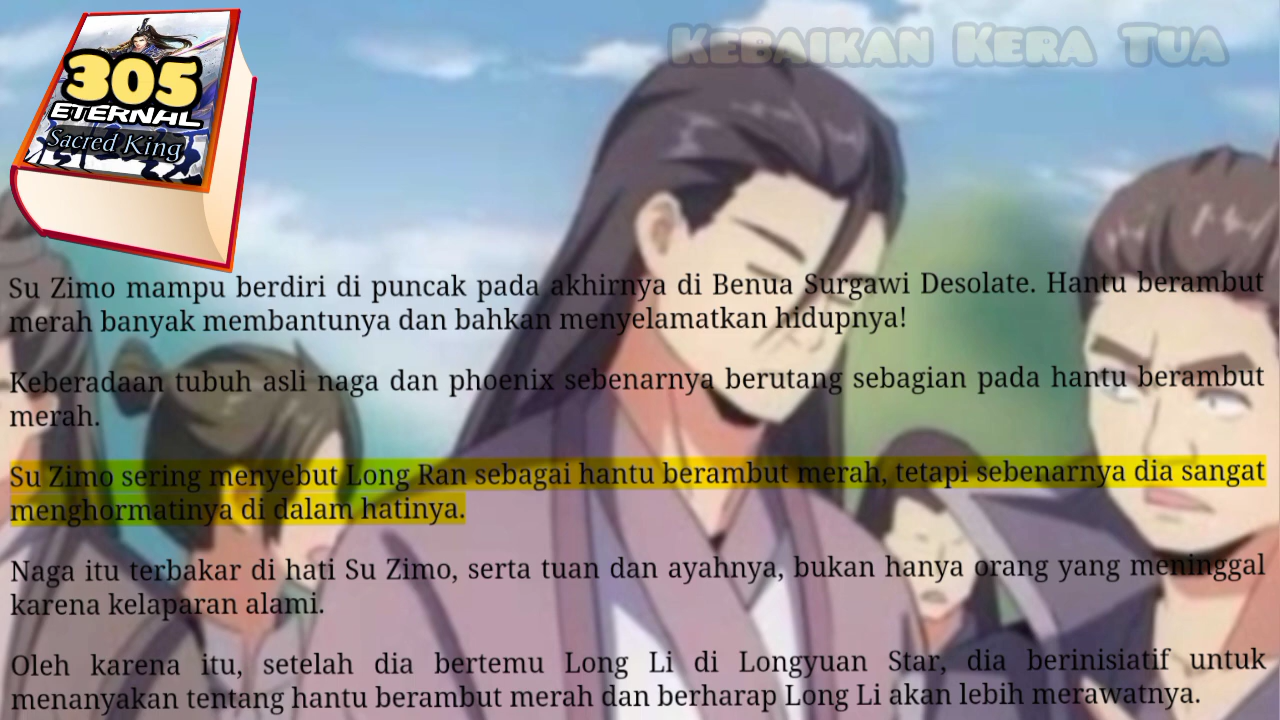 Kebaikan Kera Tua
305
ETERNAL
Sacred King
Su Zimo mampu berdiri di puncak pada akhirnya di Benua Surgawi Desolate. Hantu berambut
merah banyak membantunya dan bahkan menyelamatkan hidupnya!
Keberadaan tubuh asli naga dan phoenix sebenarnya berutang sebagian pada hantu berambut
merah.
Su Zimo sering menyebut Long Ran sebagai hantu berambut merah, tetapi sebenarnya dia sangat
menghormatinya di dalam hatinya.
Naga itu terbakar di hati Su Zimo, serta tuan dan ayahnya, bukan hanya orang yang meninggal
karena kelaparan alami.
Oleh karena itu, setelah dia bertemu Long Li di Longyuan Star, dia berinisiatif untuk
menanyakan tentang hantu berambut merah dan berharap Long Li akan lebih merawatnya.